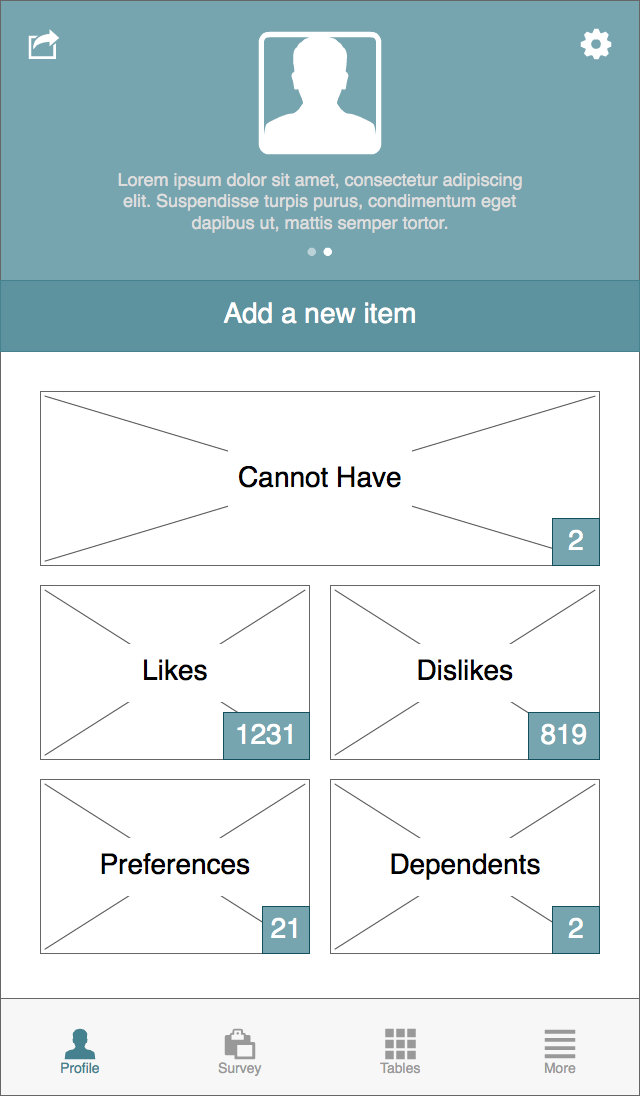 Lorem ipsum dolor sit amet, consectetur adipiscing
elit. Suspendisse turpis purus, condimentum eget
dapibus ut, mattis semper tortor.
Add a new item
Cannot Have
2
Likes
1231
Dislikes
819
Preferences
21
Dependents
2
Profile
Survey
Tables
More